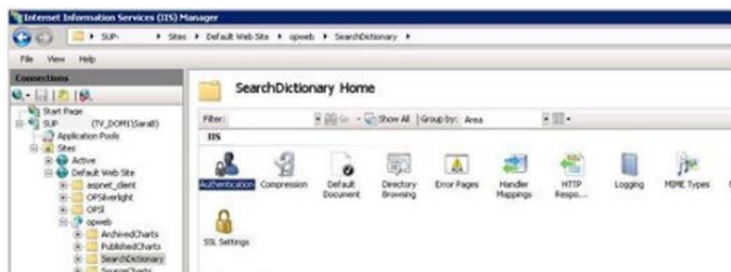 Internet Information Services (IIS) Manager
SUP- Sites Default Web Site opweb SearchDictionary
File View Help
Connections
Start Page
SUP (TV_DOM1\SaraB)
Application Pools
Sites
Active
Default Web Site
aspnet_client
OPSilverlight
OPSI
opweb
ArchivedCharts
PublishedCharts
SearchDictionary
SourceCharts
SearchDictionary Home
Filter: Go Show All Group by: Area
IIS
Authentication Compression Default Document Directory Browsing Error Pages Handler Mappings HTTP Respo... Logging MIME Types
SSL Settings